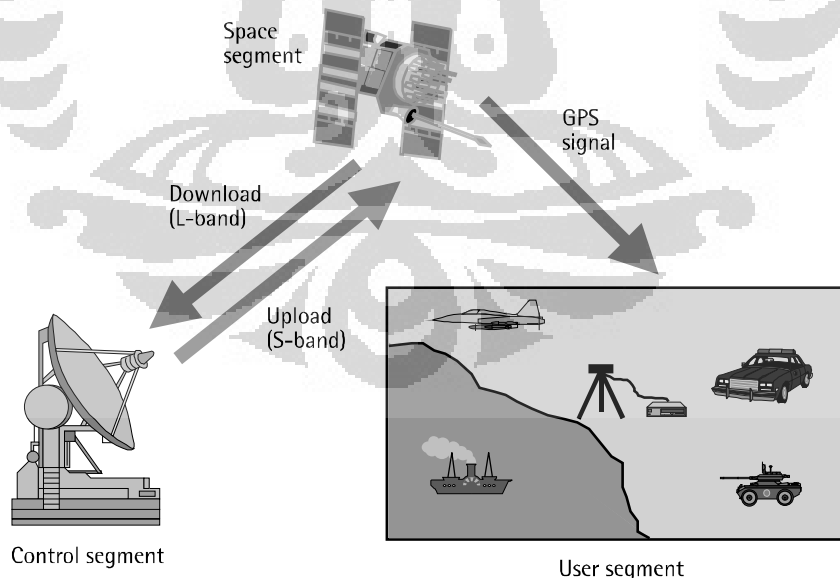 Space
segment
GPS
signal
Download
(L-band)
Upload
(S-band)
Control segment
User segment